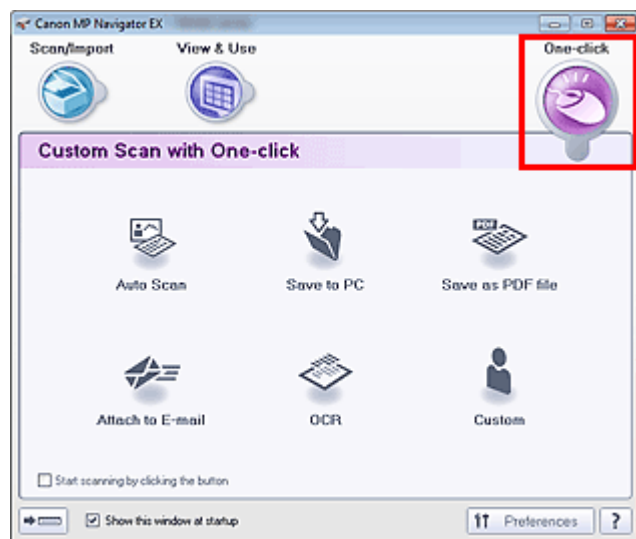 Canon MP Navigator EX
Scan/Import View & Use One-click
Custom Scan with One-click
Auto Scan Save to PC Save as PDF file
PDF
Attach to E-mail OCR Custom
Start scanning by clicking the button
Show this window at startup Preferences ?